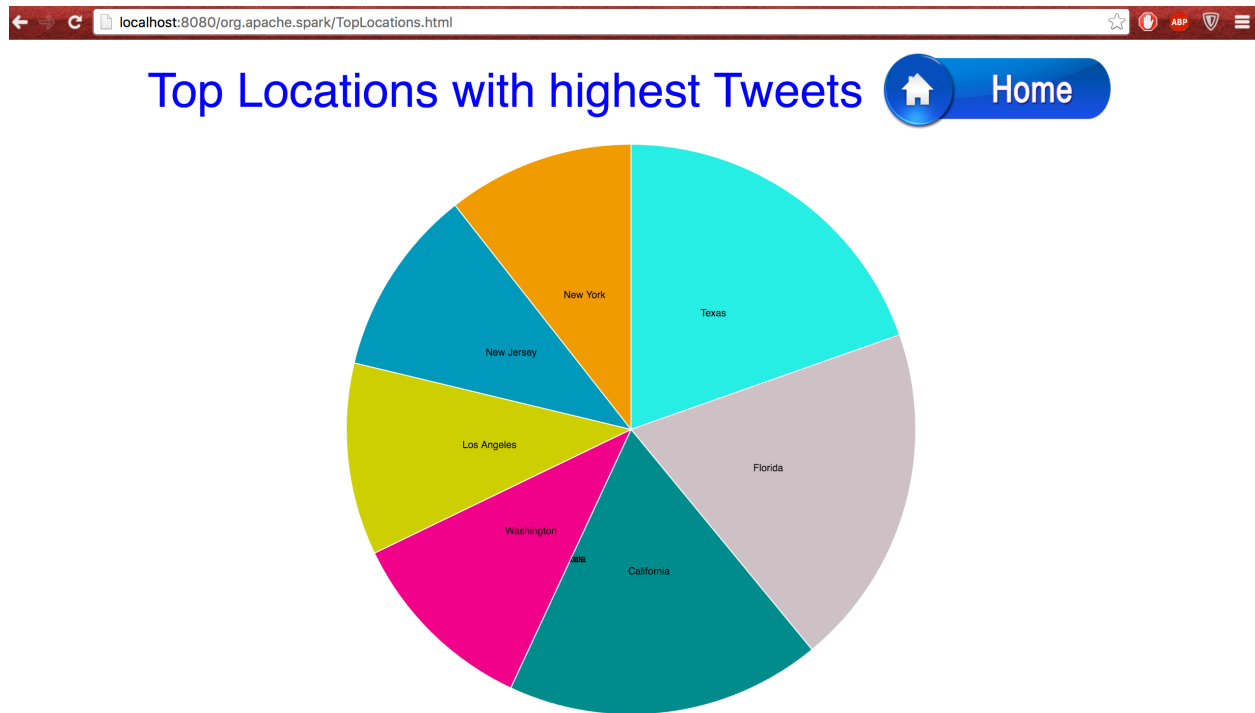 localhost:8080/org.apache.spark/TopLocations.html
ABP
Top Locations with highest Tweets
Home
New York
Texas
New Jersey
Los Angeles
Florida
Washington
California